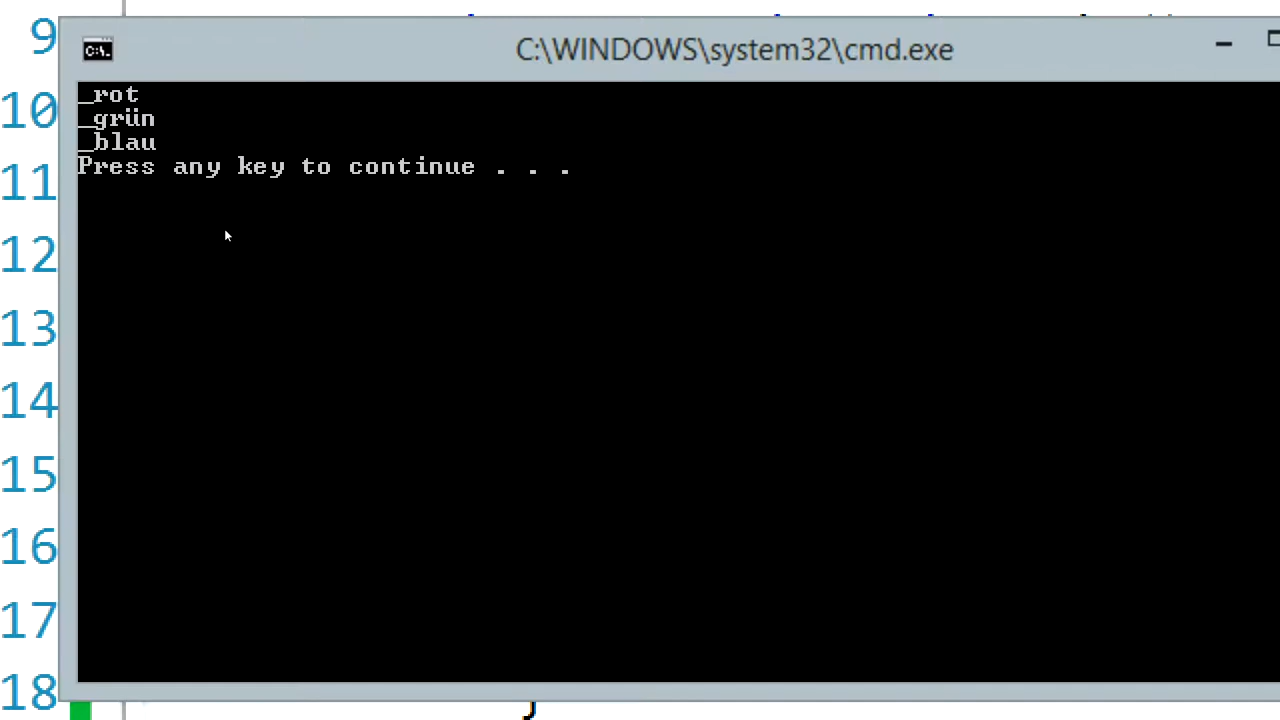 C:\WINDOWS\system32\cmd.exe
_rot
_grün
_blau
Press any key to continue . . .
9
10
11
12
13
14
15
16
17
18
}